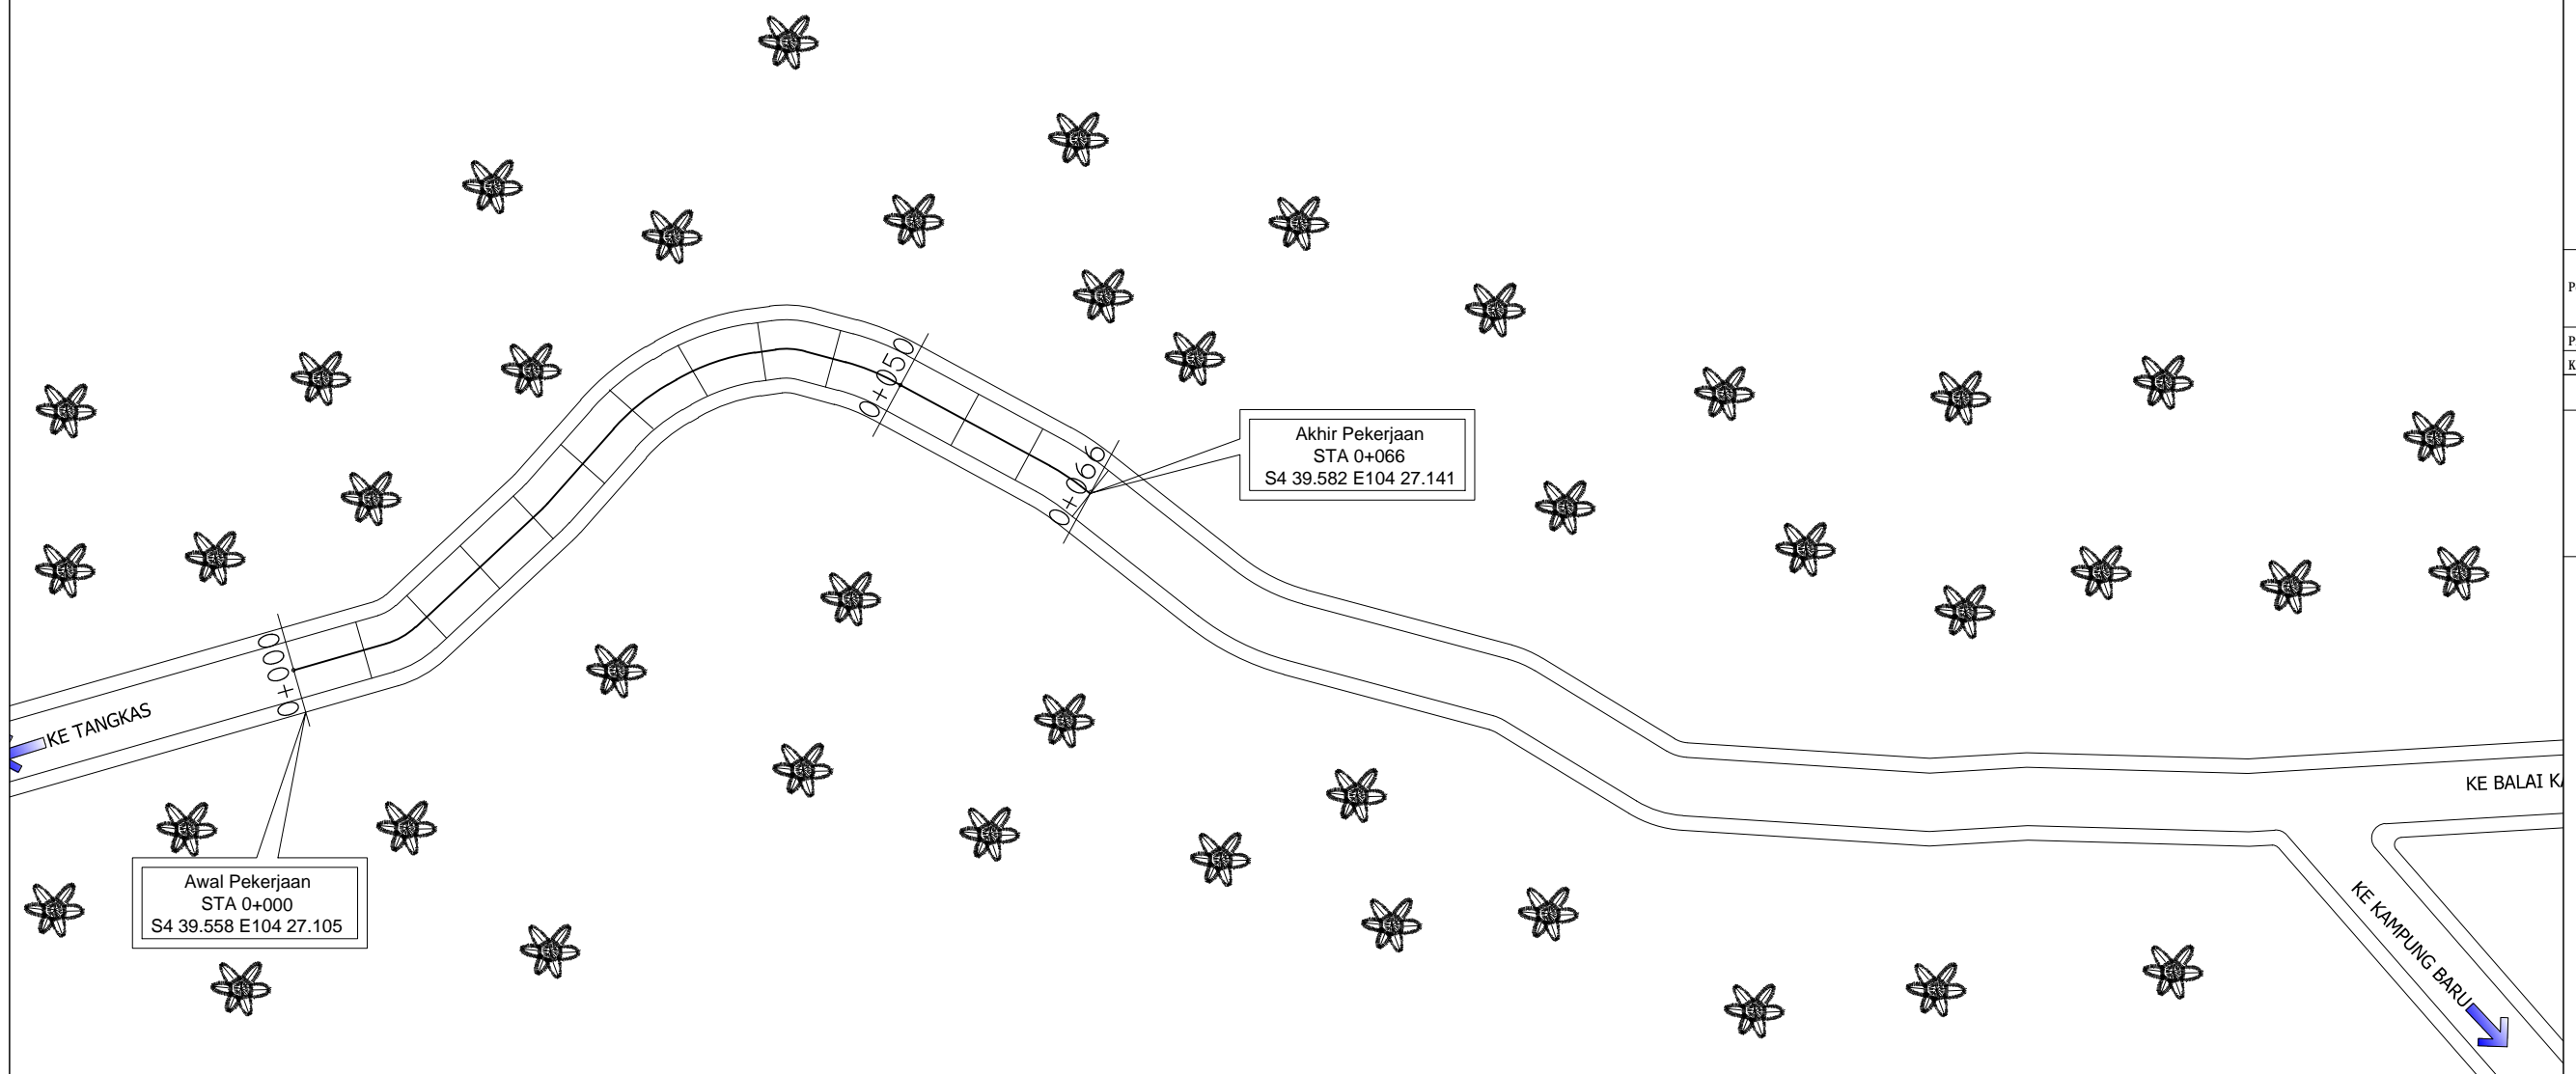 0+050
0+066
Akhir Pekerjaan
STA 0+066
S4 39.582 E104 27.141
0+000
KE TANGKAS
KE BALAI
Awal Pekerjaan
STA 0+000
S4 39.558 E104 27.105
KE KAMPUNG BARU